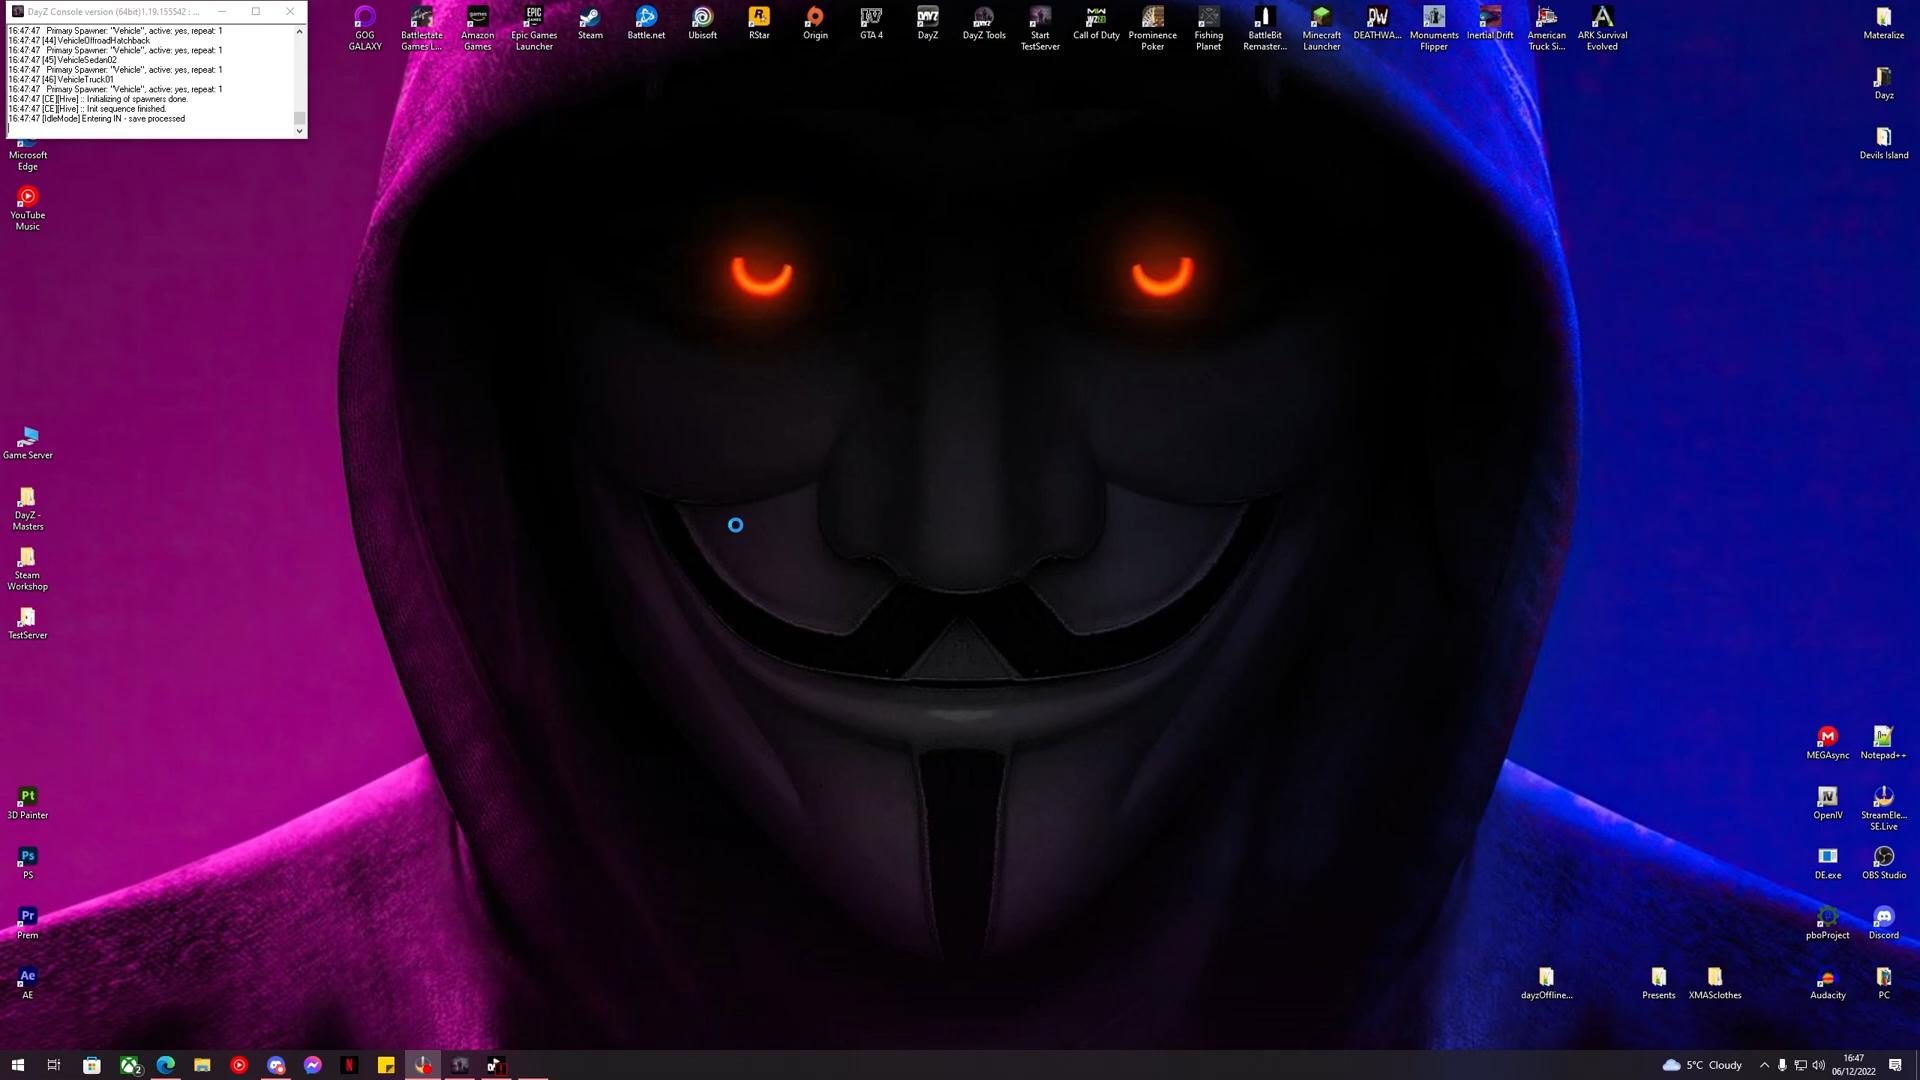 DayZ Console version (64bit)1.19.155542 : ...
16:47:47 Primary Spawner: "Vehicle", active: yes, repeat: 1
16:47:47 [44] VehicleOffroadHatchback
16:47:47 Primary Spawner: "Vehicle", active: yes, repeat: 1
16:47:47 [45] VehicleSedan02
16:47:47 Primary Spawner: "Vehicle", active: yes, repeat: 1
16:47:47 [46] VehicleTruck01
16:47:47 Primary Spawner: "Vehicle", active: yes, repeat: 1
16:47:47 [CE][Hive] :: Initializing of spawners done.
16:47:47 [CE][Hive] :: Init sequence finished.
16:47:47 [IdleMode] Entering IN - save processed
GOG GALAXY
Battlestate Games L...
Amazon Games
Epic Games Launcher
Steam
Battle.net
Ubisoft
RStar
Origin
GTA 4
DayZ
DayZ Tools
Start TestServer
Call of Duty
Prominence Poker
Fishing Planet
BattleBit Remaster...
Minecraft Launcher
DEATHWA...
Monuments Flipper
Inertial Drift
American Truck Si...
ARK Survival Evolved
Materalize
Dayz
Devils Island
Microsoft Edge
YouTube Music
Game Server
DayZ - Masters
Steam Workshop
TestServer
Pt
3D Painter
Ps
PS
Pr
Prem
Ae
AE
MEGAsync
Notepad++
OpenIV
StreamEle... SE.Live
DE.exe
OBS Studio
pboProject
Discord
dayzOffline...
Presents
XMASclothes
Audacity
PC
5°C Cloudy
16:47
06/12/2022